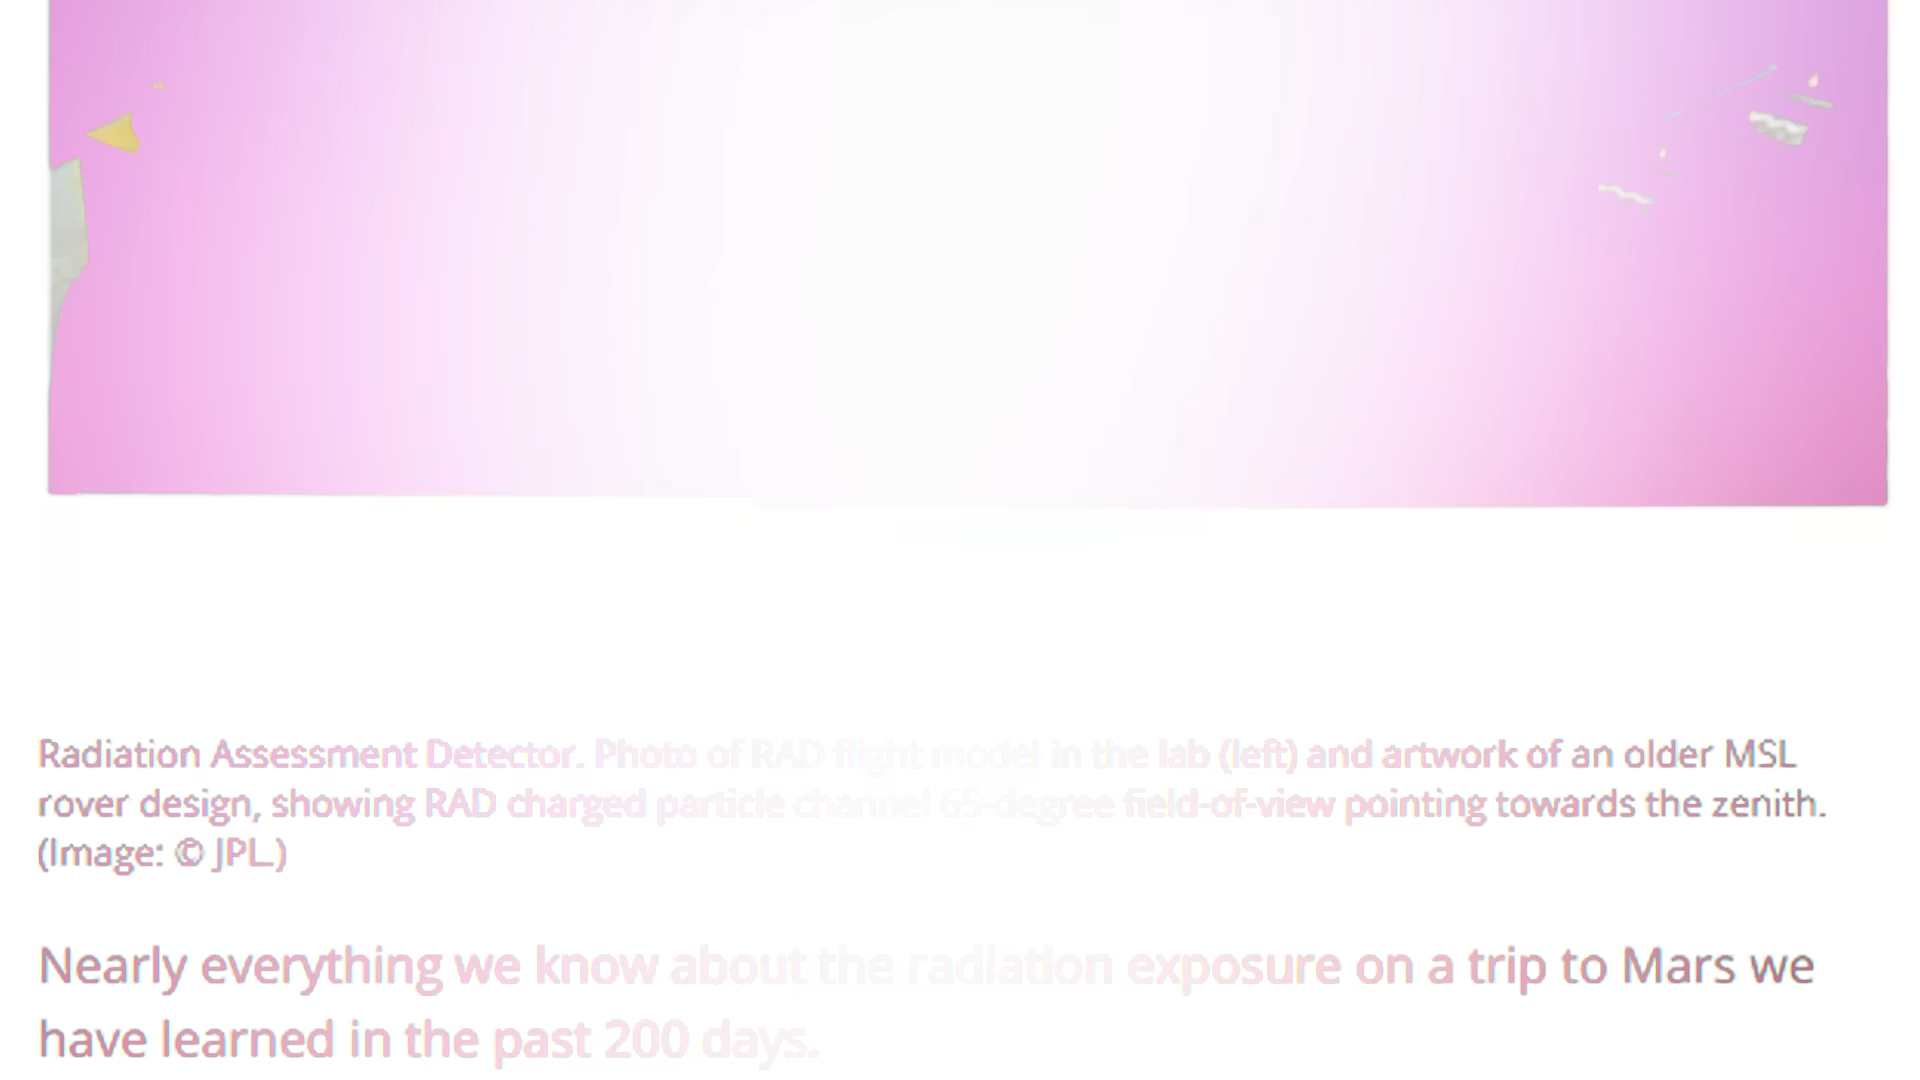 Radiation Assessment Detector. Photo of RAD flight model in the lab (left) and artwork of an older MSL
rover design, showing RAD charged particle channel 65-degree field-of-view pointing towards the zenith.
(Image: © JPL.)
Nearly everything we know about the radiation exposure on a trip to Mars we
have learned in the past 200 days.